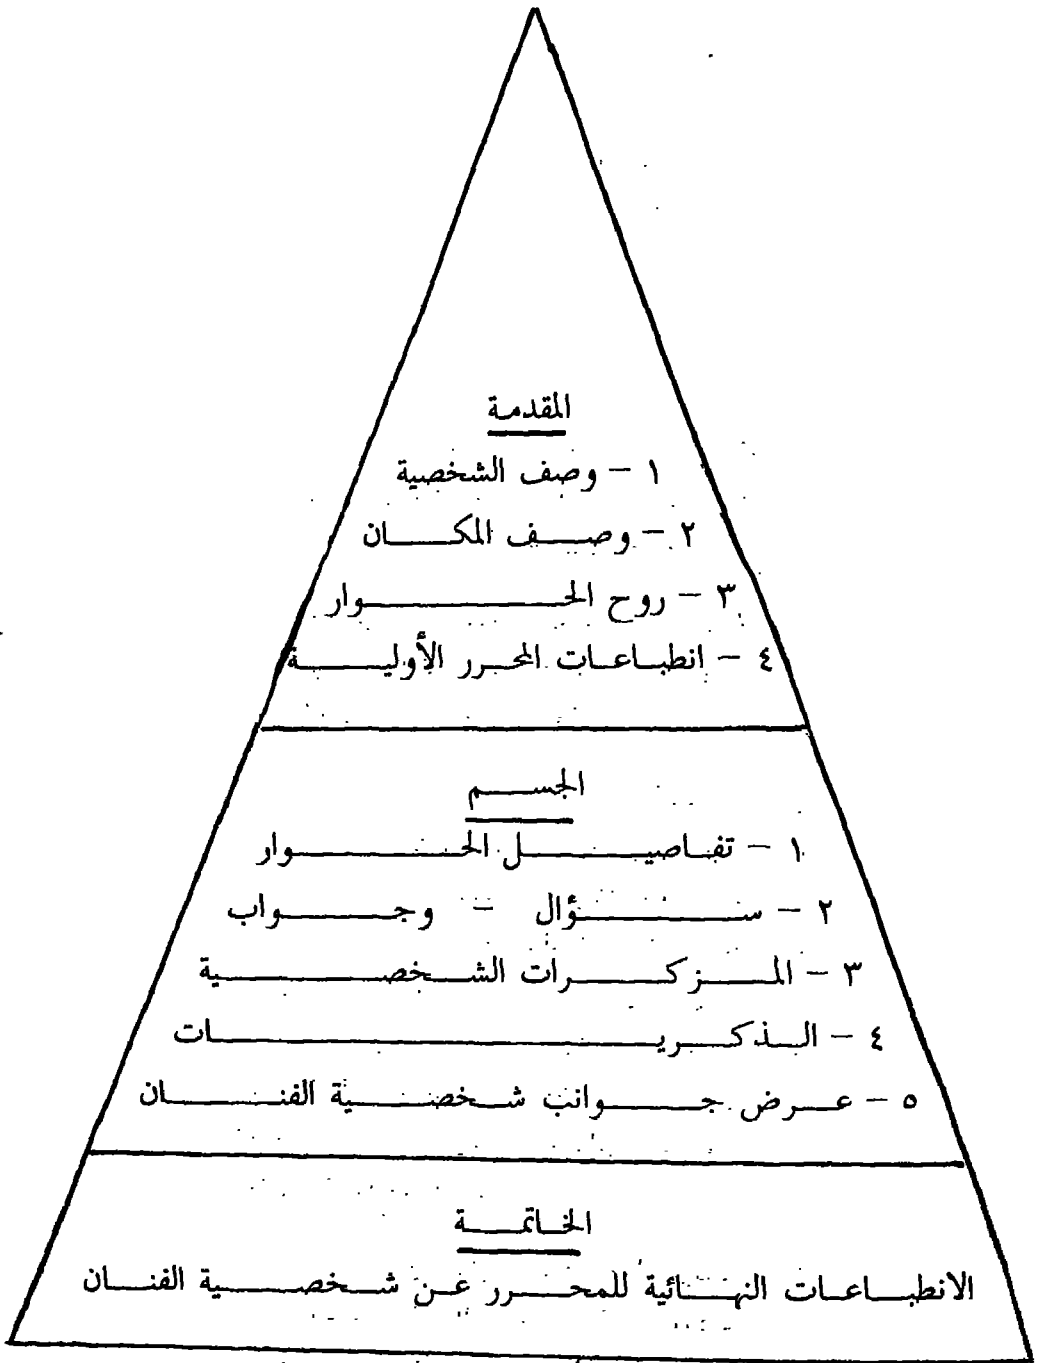 المقدمة
١ - وصف الشخصية
٢ - وصف المكان
٣ - روح الحوار
٤ - انطباعات المحرر الأولية
الجسم
١ - تفاصيل الحوار
٢ - سؤال - وجواب
٣ - المزكرات الشخصية
٤ - الذكريات
٥ - عرض جوانب شخصية الفنان
الخاتمة
الانطباعات النهائية للمحرر عن شخصية الفنان